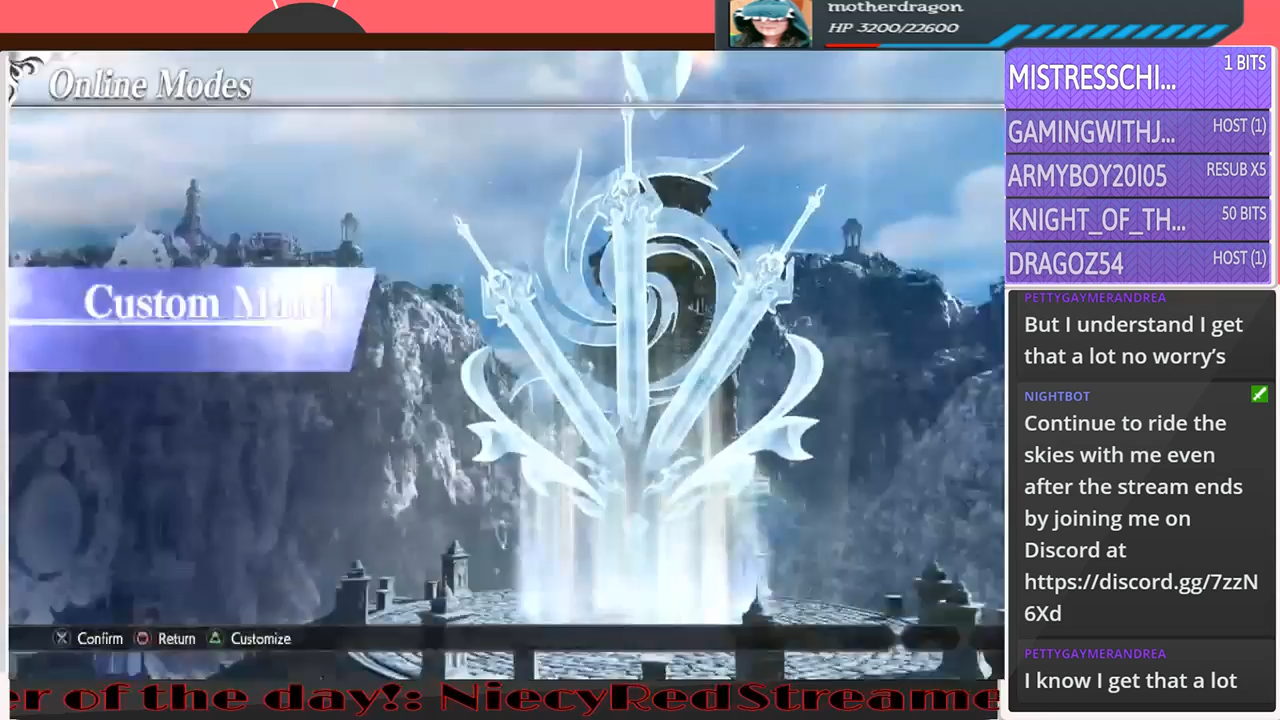 motherdragon
HP 3200/22600
Online Modes
Custom
Confirm Return Customize
er of the day!: NiecyRedStreame
MISTRESSCHI... 1 BITS
GAMINGWITHJ... HOST (1)
ARMYBOY20105 RESUB X5
KNIGHT_OF_TH... 50 BITS
DRAGOZ54 HOST (1)
PETTYGAYMERANDREA
But I understand I get
that a lot no worry's
NIGHTBOT
Continue to ride the
skies with me even
after the stream ends
by joining me on
Discord at
https://discord.gg/7zzN
6Xd
PETTYGAYMERANDREA
I know I get that a lot